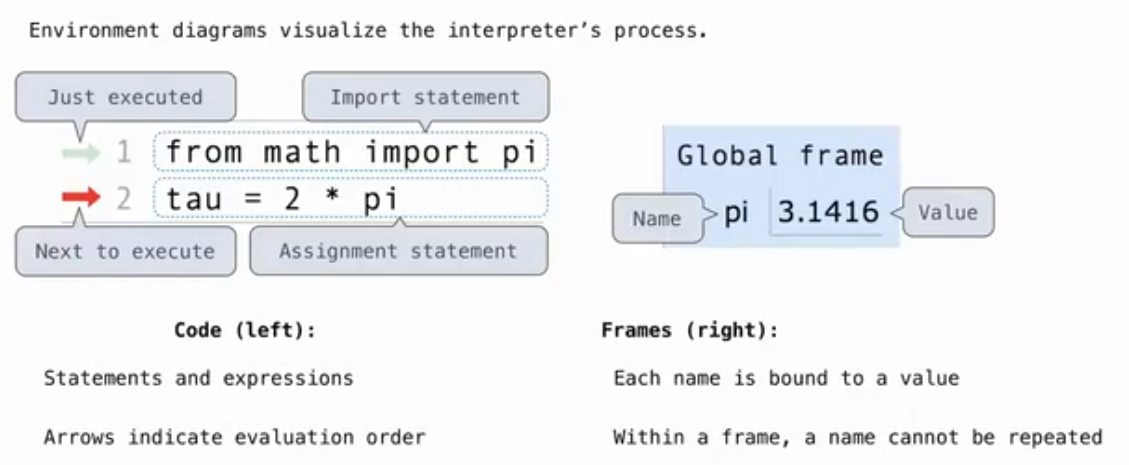 Environment diagrams visualize the interpreter’s process.
Just executed
Import statement
1 from math import pi
2 tau = 2 * pi
Next to execute
Assignment statement
Global frame
Name
pi 3.1416
Value
Code (left):
Statements and expressions
Arrows indicate evaluation order
Frames (right):
Each name is bound to a value
Within a frame, a name cannot be repeated